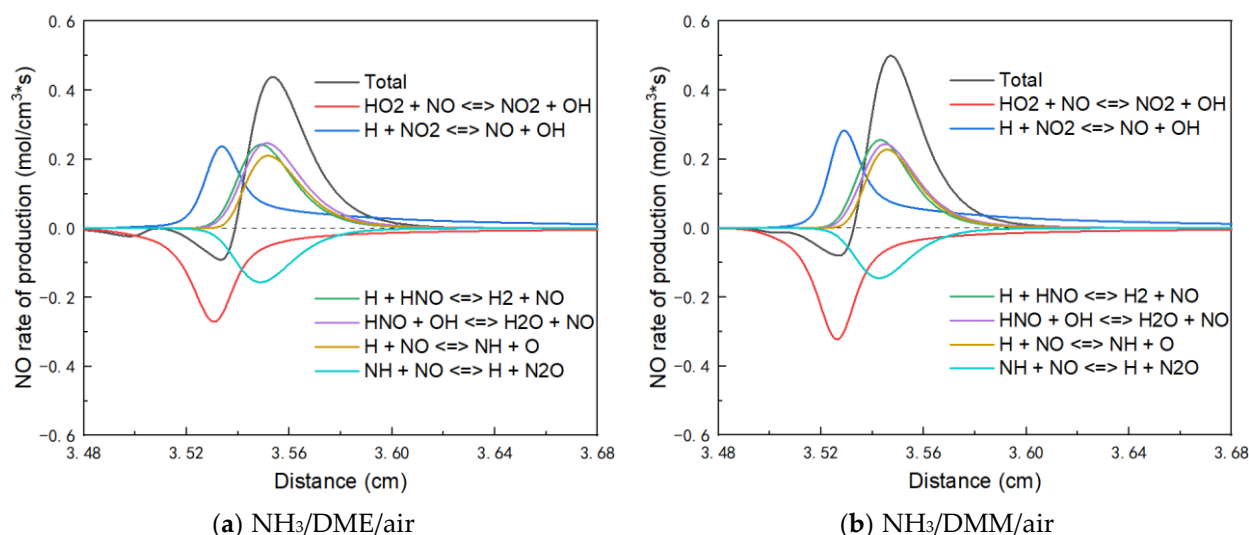 NO rate of production (mol/cm³*s)
0. 6
0. 4
0. 2
0. 0
−0. 2
−0. 4
−0. 6
Total
HO2 + NO <=> NO2 + OH
H + NO2 <=> NO + OH
H + HNO <=> H2 + NO
HNO + OH <=> H2O + NO
H + NO <=> NH + O
NH + NO <=> H + N2O
3. 48 3. 52 3. 56 3. 60 3. 64 3. 68
Distance (cm)
(a) NH₃/DME/air
NO rate of production (mol/cm³*s)
0. 6
0. 4
0. 2
0. 0
−0. 2
−0. 4
−0. 6
Total
HO2 + NO <=> NO2 + OH
H + NO2 <=> NO + OH
H + HNO <=> H2 + NO
HNO + OH <=> H2O + NO
H + NO <=> NH + O
NH + NO <=> H + N2O
3. 48 3. 52 3. 56 3. 60 3. 64 3. 68
Distance (cm)
(b) NH₃/DMM/air